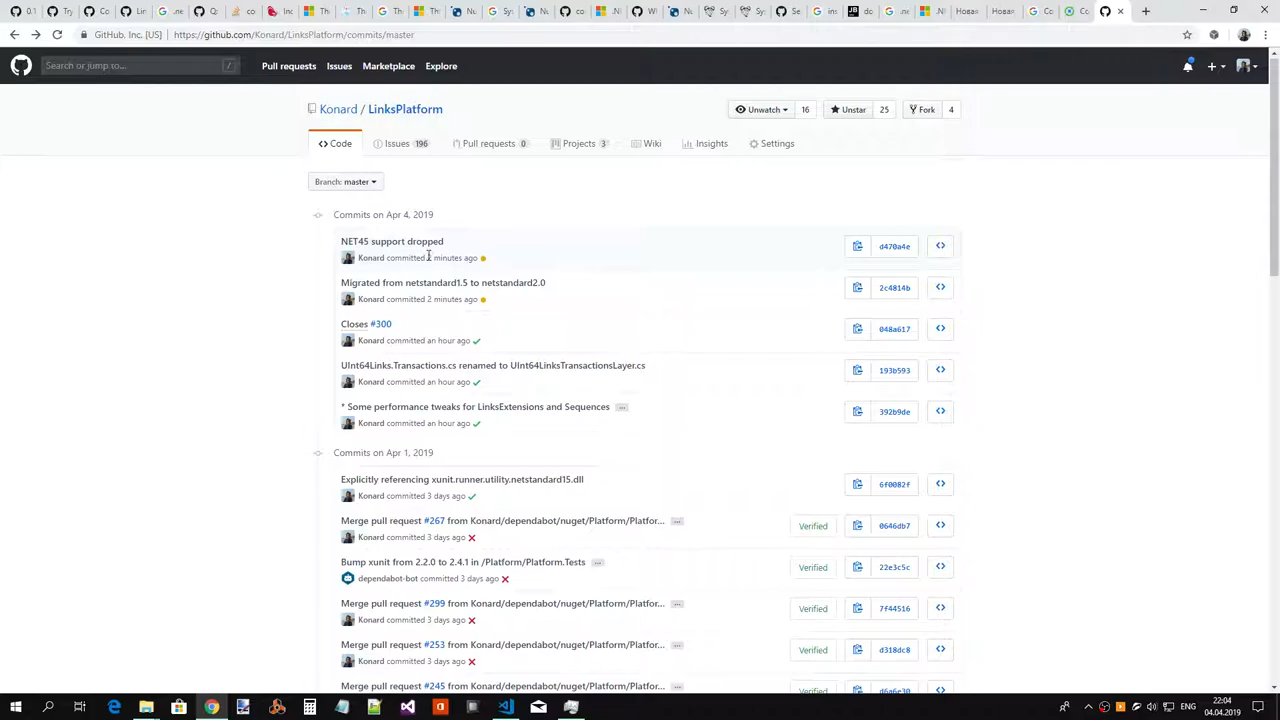 GitHub, Inc. [US]
https://github.com/Konard/LinksPlatform/commits/master
Search or jump to...
/
Pull requests
Issues
Marketplace
Explore
Konard / LinksPlatform
Unwatch
16
Unstar
25
Fork
4
Code
Issues 196
Pull requests 0
Projects 3
Wiki
Insights
Settings
Branch: master
Commits on Apr 4, 2019
NET45 support dropped
d470a4e
Konard committed minutes ago
Migrated from netstandard1.5 to netstandard2.0
2c4814b
Konard committed 2 minutes ago
Closes #300
048a617
Konard committed an hour ago
UInt64Links.Transactions.cs renamed to UInt64LinksTransactionsLayer.cs
193b593
Konard committed an hour ago
* Some performance tweaks for LinksExtensions and Sequences
392b9de
Konard committed an hour ago
Commits on Apr 1, 2019
Explicitly referencing xunit.runner.utility.netstandard15.dll
6f0082f
Konard committed 3 days ago
Merge pull request #267 from Konard/dependabot/nuget/Platform/Platfor...
Verified
0646db7
Konard committed 3 days ago
Bump xunit from 2.2.0 to 2.4.1 in /Platform/Platform.Tests
Verified
22e3c5c
dependabot-bot committed 3 days ago
Merge pull request #299 from Konard/dependabot/nuget/Platform/Platfor...
Verified
7f44516
Konard committed 3 days ago
Merge pull request #253 from Konard/dependabot/nuget/Platform/Platfor...
Verified
d318dc8
Konard committed 3 days ago
Merge pull request #245 from Konard/dependabot/nuget/Platform/Platfor...
Verified
d6a6e30
ENG
22:04
04.04.2019